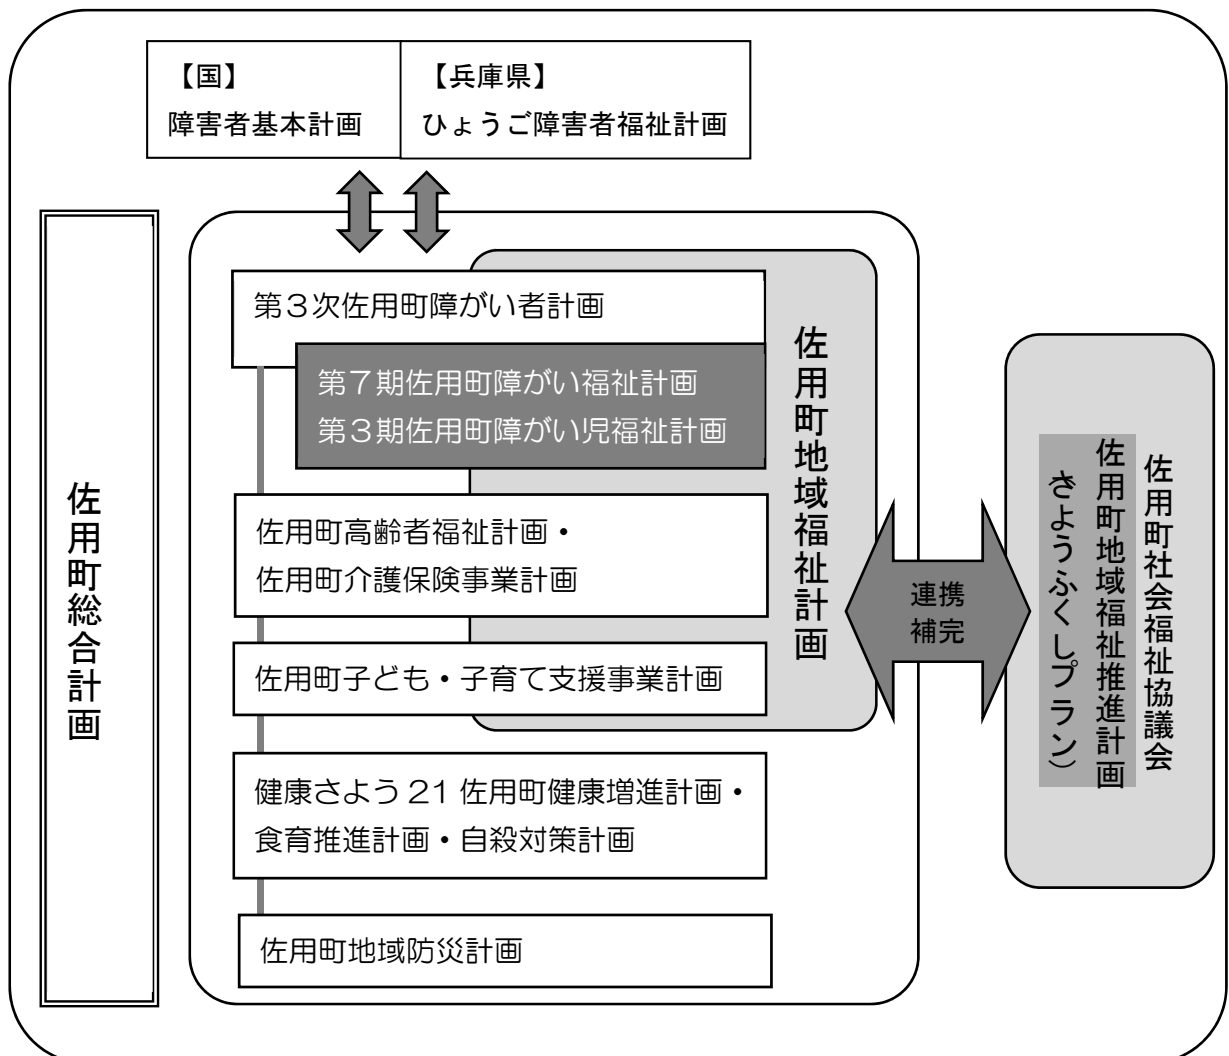 【国】
障害者基本計画
【兵庫県】
ひょうご障害者福祉計画
佐用町総合計画
第３次佐用町障がい者計画
第７期佐用町障がい福祉計画
第３期佐用町障がい児福祉計画
佐用町高齢者福祉計画・
佐用町介護保険事業計画
佐用町子ども・子育て支援事業計画
健康さよう 21 佐用町健康増進計画・
食育推進計画・自殺対策計画
佐用町地域防災計画
佐用町地域福祉計画
連携
補完
佐用町社会福祉協議会
佐用町地域福祉推進計画
さようふくしプラン）